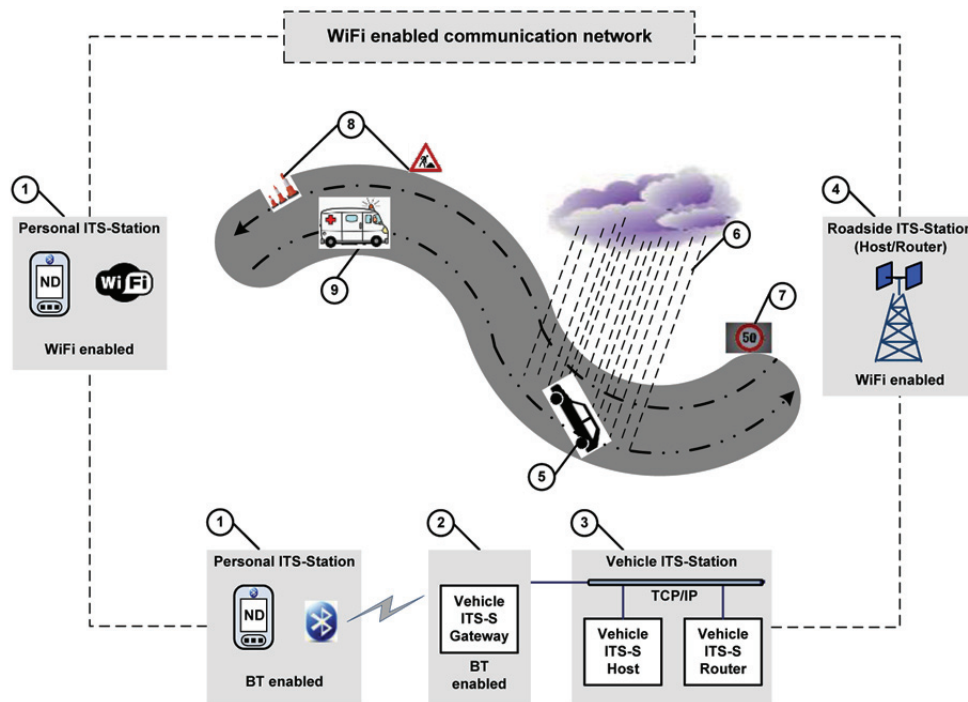 WiFi enabled communication network
8
1
Personal ITS-Station
ND
WiFi
WiFi enabled
9
6
7
50
4
Roadside ITS-Station
(Host/Router)
WiFi enabled
5
1
Personal ITS-Station
ND
BT enabled
2
Vehicle
ITS-S
Gateway
BT
enabled
3
Vehicle ITS-Station
TCP/IP
Vehicle
ITS-S
Host
Vehicle
ITS-S
Router